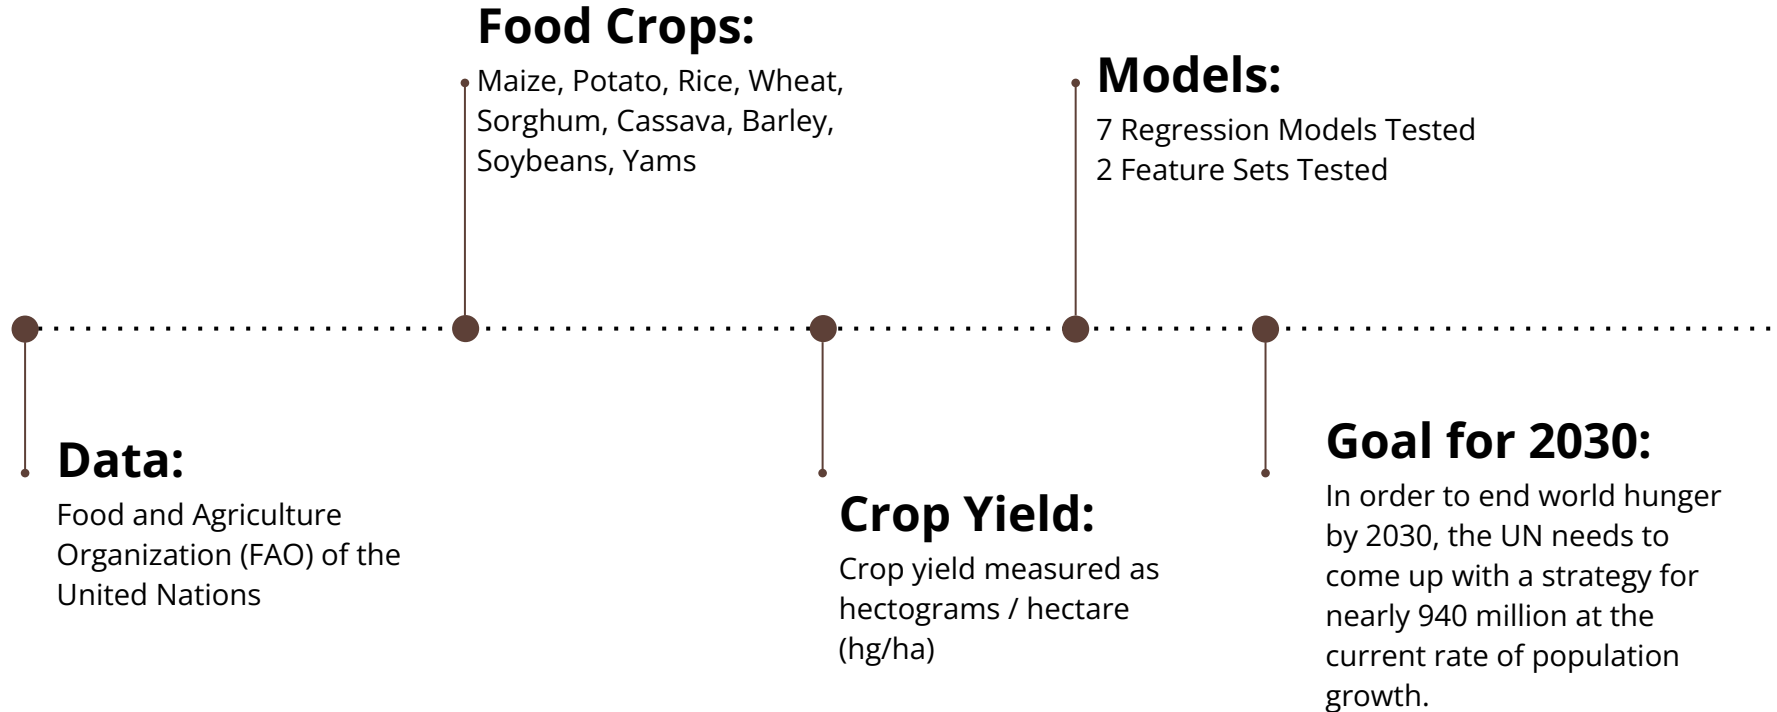 Food Crops:
Maize, Potato, Rice, Wheat,
Sorghum, Cassava, Barley,
Soybeans, Yams
Models:
7 Regression Models Tested
2 Feature Sets Tested
Data:
Food and Agriculture
Organization (FAO) of the
United Nations
Crop Yield:
Crop yield measured as
hectograms / hectare
(hg/ha)
Goal for 2030:
In order to end world hunger
by 2030, the UN needs to
come up with a strategy for
nearly 940 million at the
current rate of population
growth.